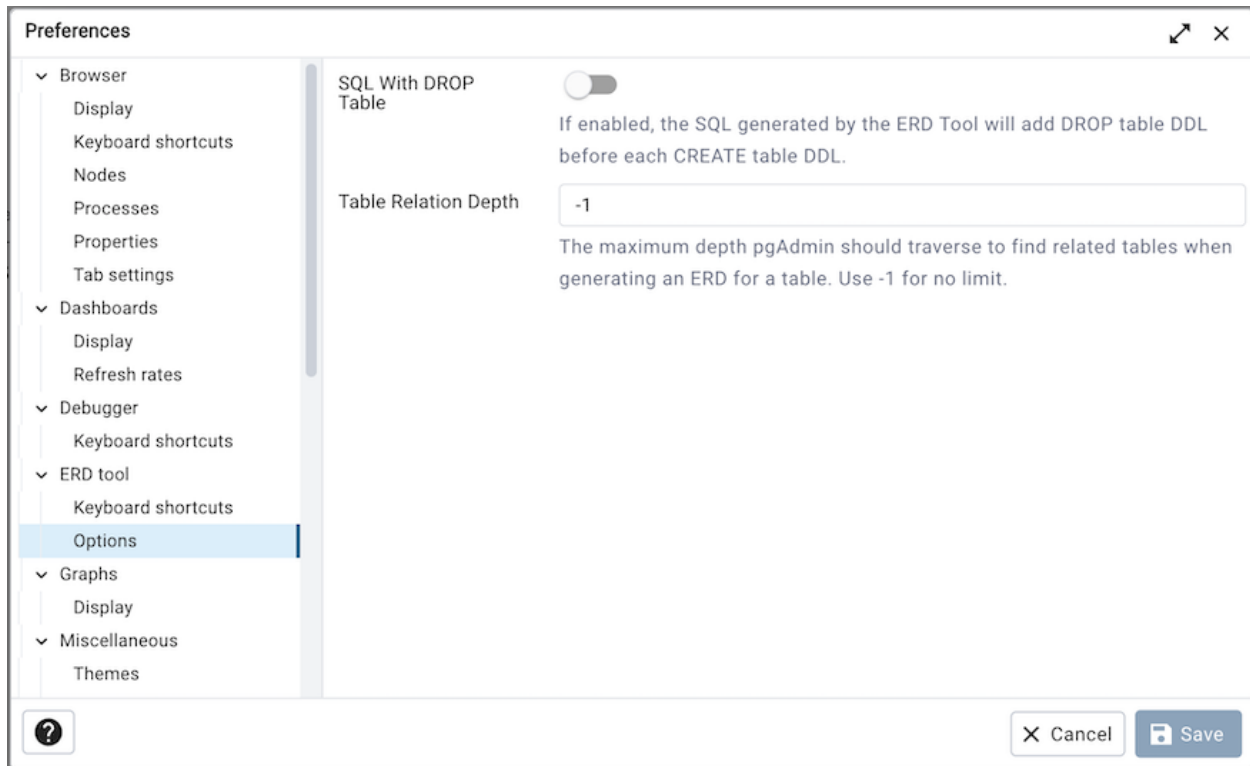 Preferences
Browser
Display
Keyboard shortcuts
Nodes
Processes
Properties
Tab settings
Dashboards
Display
Refresh rates
Debugger
Keyboard shortcuts
ERD tool
Keyboard shortcuts
Options
Graphs
Display
Miscellaneous
Themes
SQL With DROP
Table
If enabled, the SQL generated by the ERD Tool will add DROP table DDL
before each CREATE table DDL.
Table Relation Depth
-1
The maximum depth pgAdmin should traverse to find related tables when
generating an ERD for a table. Use -1 for no limit.
Cancel
Save